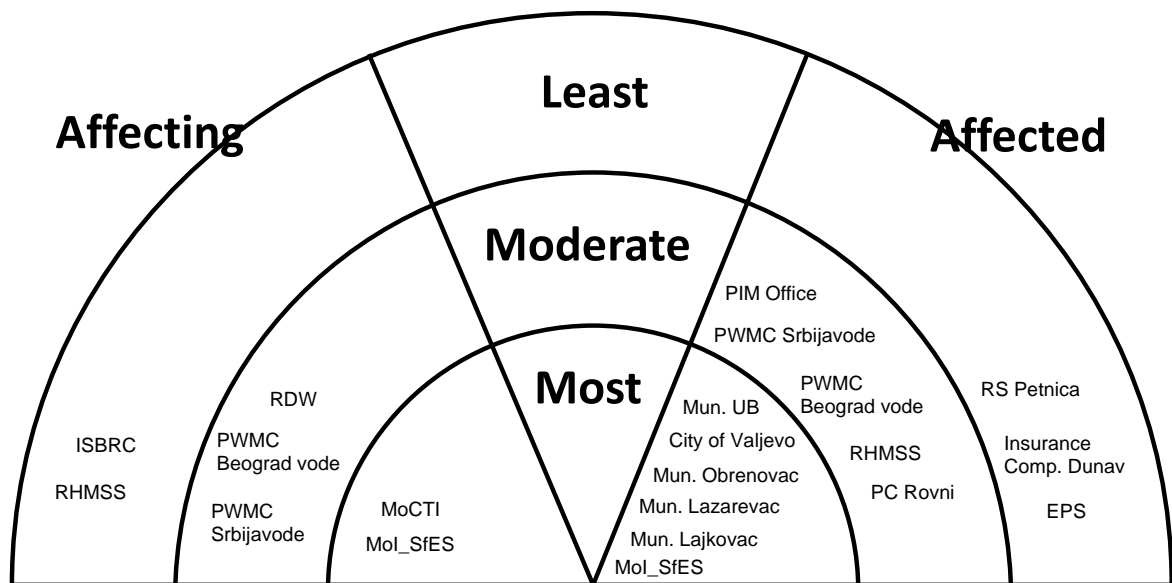 Least
Affecting
Affected
Moderate
Most
ISBRC
RHMSS
RDW
PWMC
Beograd vode
PWMC
Srbijavode
MoCTI
MoI_SfES
PIM Office
PWMC Srbijavode
PWMC
Beograd vode
RHMSS
PC Rovni
Mun. UB
City of Valjevo
Mun. Obrenovac
Mun. Lazarevac
Mun. Lajkovac
MoI_SfES
RS Petnica
Insurance
Comp. Dunav
EPS